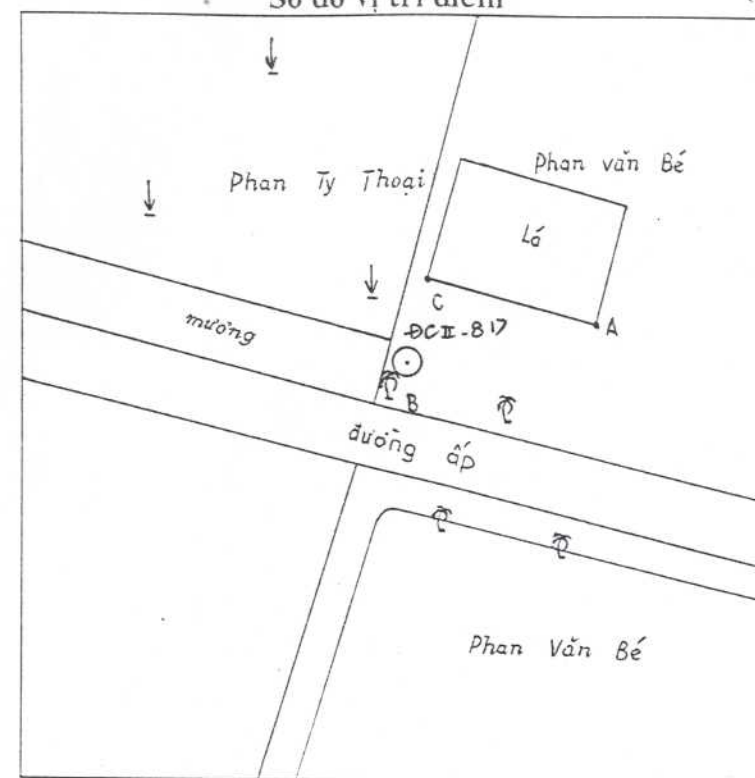 Sơ đồ vị trí điểm
Phan văn Bé
Phan Ty Thoại
Lá
C
A
mương
ĐCII-817
B
đường ấp
Phan Văn Bé